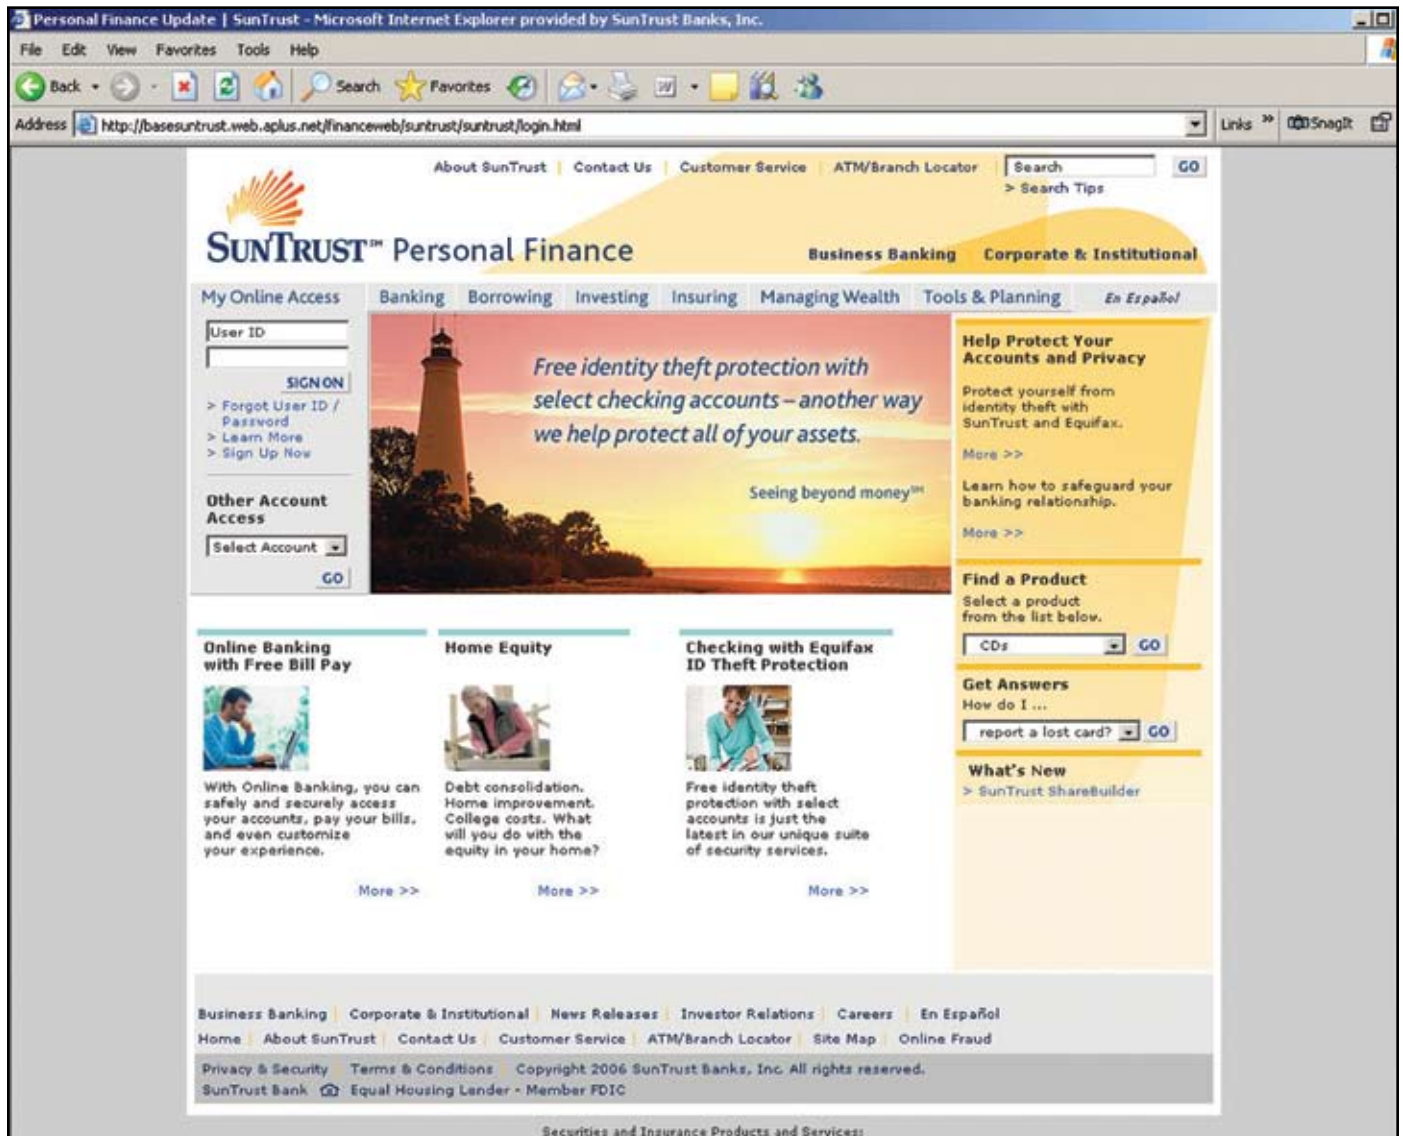 Personal Finance Update | SunTrust - Microsoft Internet Explorer provided by SunTrust Banks, Inc.
File Edit View Favorites Tools Help
Back Search Favorites
Address http://basesuntrust.web.aplus.net/financeweb/suntrust/suntrust/login.html Links » SnagIt
About SunTrust | Contact Us | Customer Service | ATM/Branch Locator | Search GO
> Search Tips
SUNTRUST℠ Personal Finance
Business Banking Corporate & Institutional
My Online Access Banking Borrowing Investing Insuring Managing Wealth Tools & Planning En Español
User ID
SIGN ON
> Forgot User ID /
Password
> Learn More
> Sign Up Now
Other Account
Access
Select Account
GO
Free identity theft protection with
select checking accounts – another way
we help protect all of your assets.
Seeing beyond money℠
Help Protect Your
Accounts and Privacy
Protect yourself from
identity theft with
SunTrust and Equifax.
More >>
Learn how to safeguard your
banking relationship.
More >>
Find a Product
Select a product
from the list below.
CDs GO
Get Answers
How do I ...
report a lost card? GO
What's New
> SunTrust ShareBuilder
Online Banking
with Free Bill Pay
With Online Banking, you can
safely and securely access
your accounts, pay your bills,
and even customize
your experience.
More >>
Home Equity
Debt consolidation.
Home improvement.
College costs. What
will you do with the
equity in your home?
More >>
Checking with Equifax
ID Theft Protection
Free identity theft
protection with select
accounts is just the
latest in our unique suite
of security services.
More >>
Business Banking | Corporate & Institutional | News Releases | Investor Relations | Careers | En Español
Home | About SunTrust | Contact Us | Customer Service | ATM/Branch Locator | Site Map | Online Fraud
Privacy & Security | Terms & Conditions | Copyright 2006 SunTrust Banks, Inc. All rights reserved.
SunTrust Bank Equal Housing Lender - Member FDIC
Securities and Insurance Products and Services: